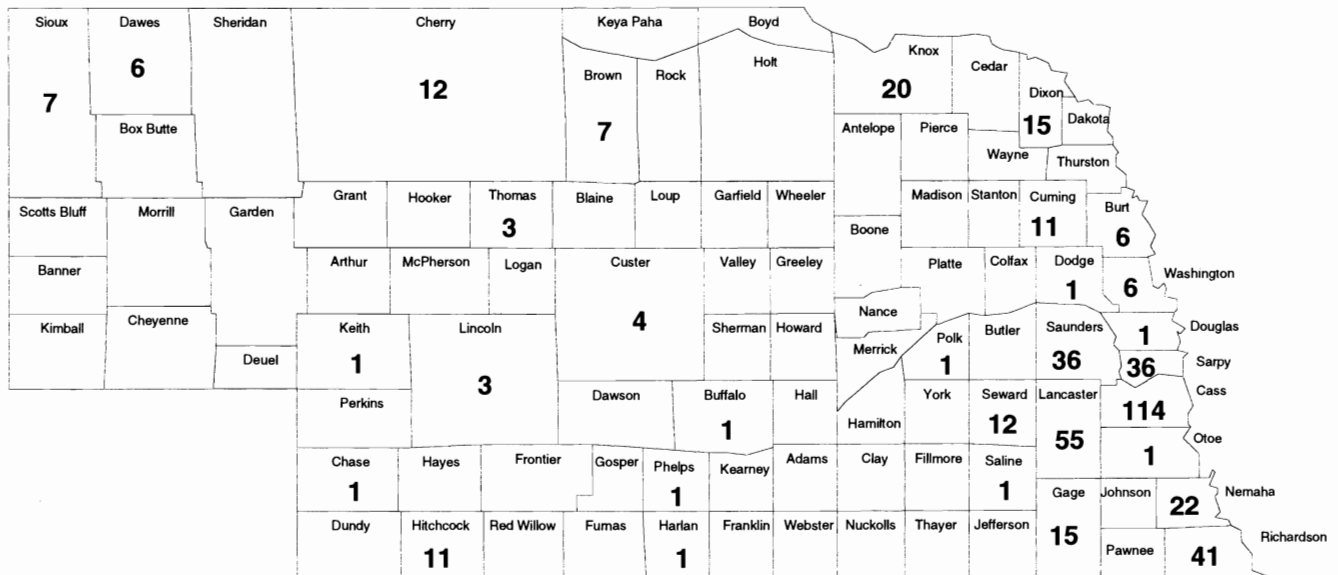 Sioux
7
Dawes
6
Sheridan
Cherry
12
Keya Paha
Boyd
Brown
7
Rock
Holt
Knox
20
Cedar
Dixon
15
Dakota
Box Butte
Antelope
Pierce
Wayne
Thurston
Scotts Bluff
Morrill
Garden
Grant
Hooker
Thomas
3
Blaine
Loup
Garfield
Wheeler
Boone
Madison
Stanton
Cuming
11
Burt
6
Banner
Arthur
McPherson
Logan
Custer
4
Valley
Greeley
Platte
Colfax
Dodge
1
Washington
6
Kimball
Cheyenne
Deuel
Keith
1
Lincoln
3
Sherman
Howard
Nance
Merrick
Polk
1
Butler
Saunders
36
Douglas
1
Sarpy
36
Perkins
Dawson
Buffalo
1
Hall
Hamilton
York
Seward
12
Lancaster
55
Cass
114
Otoe
1
Chase
1
Hayes
Frontier
Gosper
Phelps
1
Kearney
Adams
Clay
Fillmore
Saline
1
Gage
15
Johnson
Nemaha
22
Dundy
Hitchcock
11
Red Willow
Furnas
Harlan
1
Franklin
Webster
Nuckolls
Thayer
Jefferson
Pawnee
Richardson
41